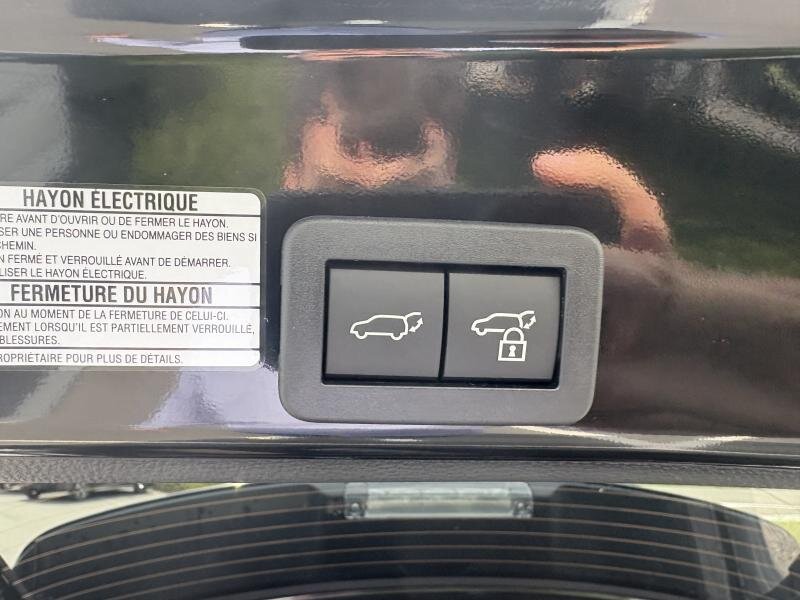 HAYON ÉLECTRIQUE
RE AVANT D'OUVRIR OU DE FERMER LE HAYON.
SER UNE PERSONNE OU ENDOMMAGER DES BIENS SI
CHEMIN.
N FERMÉ ET VERROUILLÉ AVANT DE DÉMARRER.
LISER LE HAYON ÉLECTRIQUE.
FERMETURE DU HAYON
ON AU MOMENT DE LA FERMETURE DE CELUI-CI.
EMENT LORSQU'IL EST PARTIELLEMENT VERROUILLÉ,
BLESSURES.
ROPRIÉTAIRE POUR PLUS DE DÉTAILS.